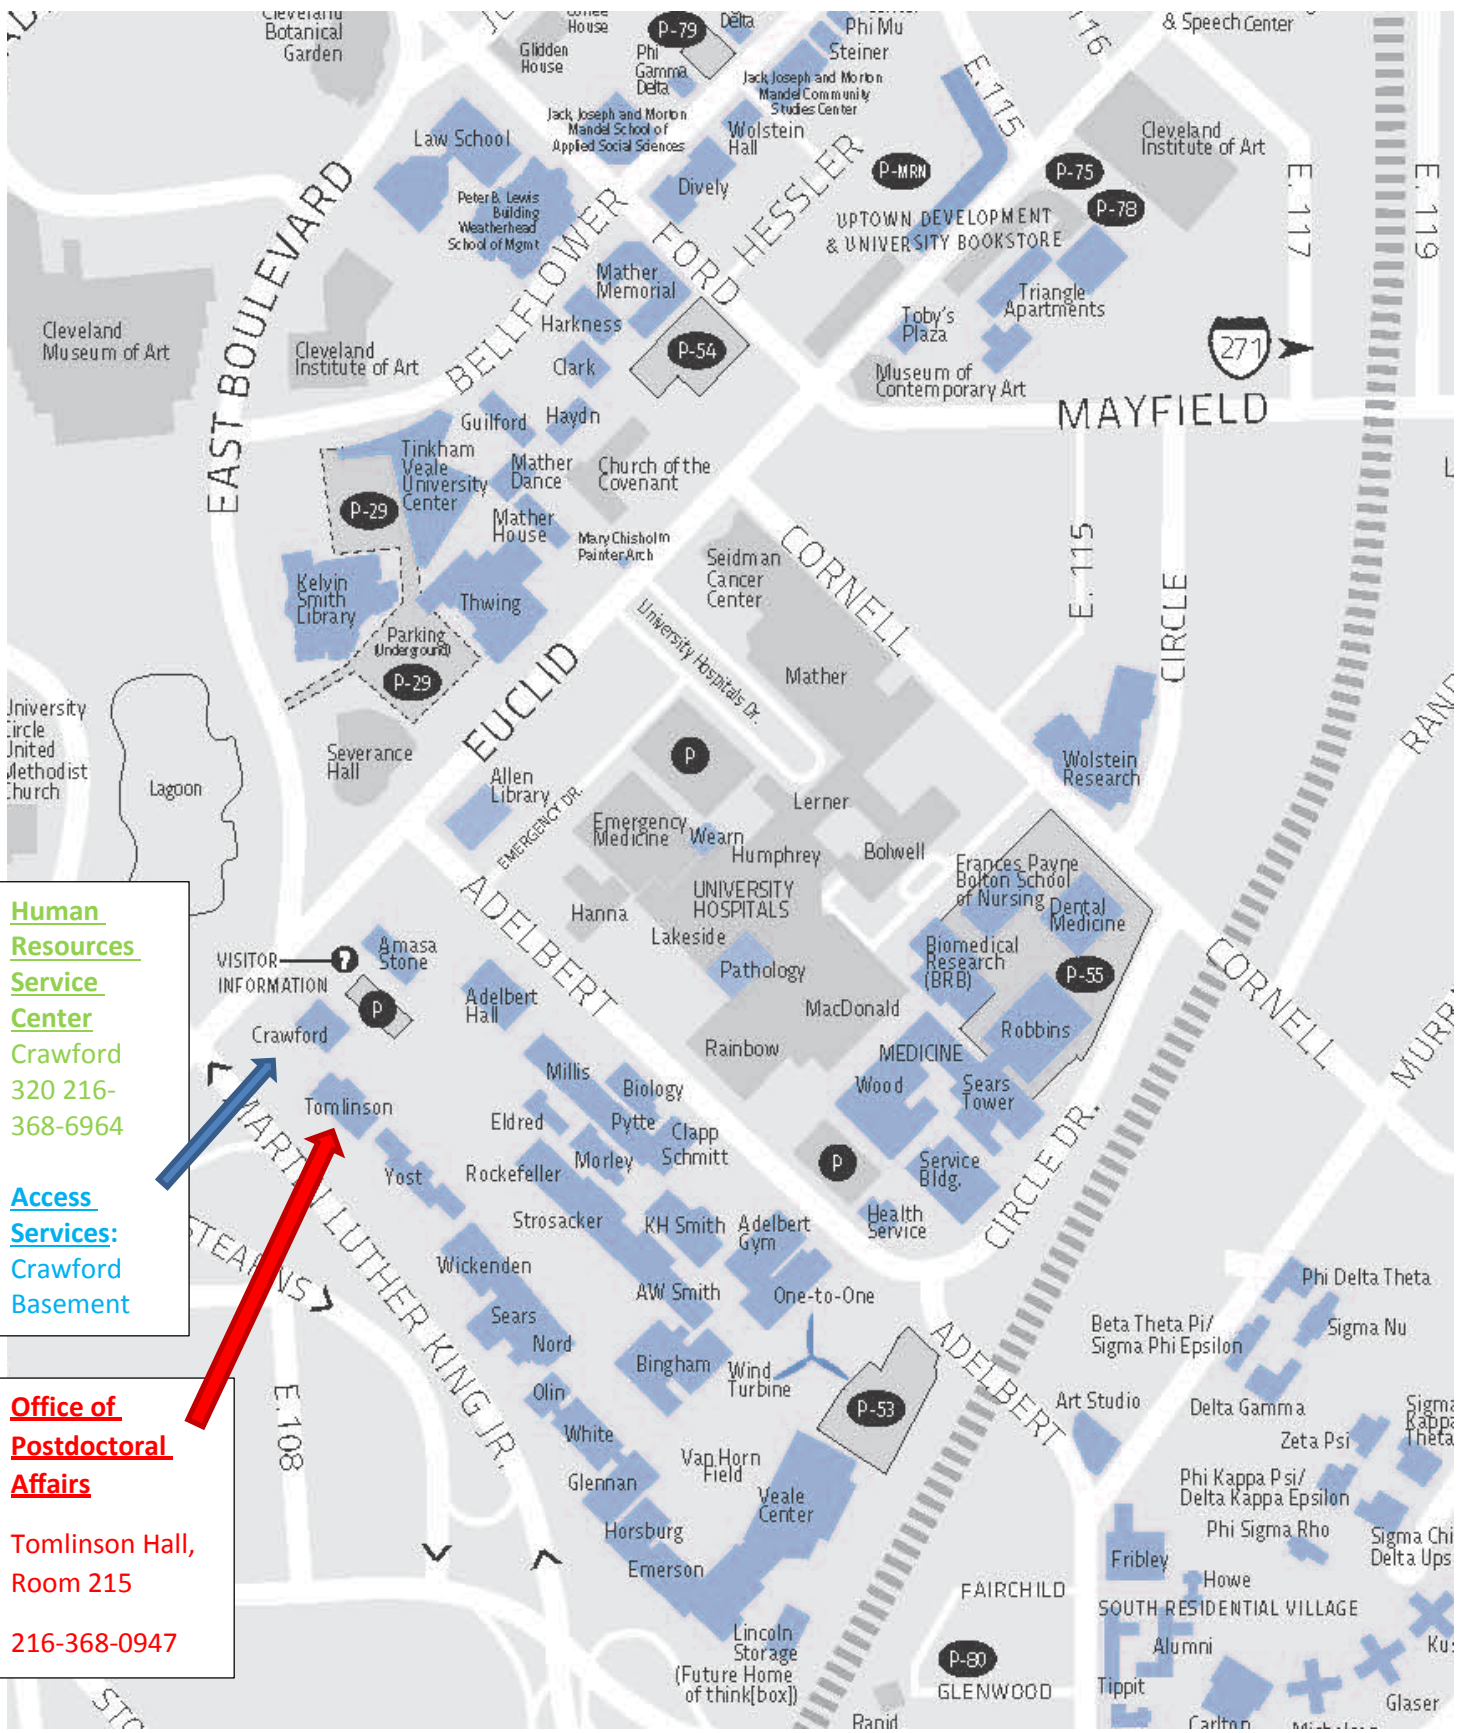 Cleveland
Botanical
Garden
House
Glidden
House
P-79
Delta
Phi
Gamma
Delta
Phi Mu
Steiner
E. 115
116
& Speech Center
Jack, Joseph and Morton
Mandel Community
Studies Center
Jack, Joseph and Morton
Mandel School of
Applied Social Sciences
Wolstein
Hall
Law School
Dively
HESSLER
P-MRN
P-75
P-78
Cleveland
Institute of Art
E. 117
E. 119
Peter B. Lewis
Building
Weatherhead
School of Mgmt
EAST BOULEVARD
BELLFLOWER
FORD
UPTOWN DEVELOPMENT
& UNIVERSITY BOOKSTORE
Mather
Memorial
Harkness
Clark
P-54
Triangle
Apartments
Toby's
Plaza
Museum of
Contemporary Art
271
MAYFIELD
Cleveland
Museum of Art
Cleveland
Institute of Art
Guilford
Haydn
Tinkham
Veale
University
Center
Mather
Dance
Church of the
Covenant
P-29
Mather
House
Mary Chisholm
Painter Arch
Seidman
Cancer
Center
CORNELL
E. 115
CIRCLE
Kelvin
Smith
Library
Thwing
Parking
(Underground)
P-29
University Hospitals Dr.
Mather
EUCLID
University
Circle
United
Methodist
Church
Lagoon
Severance
Hall
P
Wolstein
Research
RAND
Allen
Library
EMERGENCY DR.
Lerner
Emergency
Medicine
Wearn
Humphrey
Bolwell
Frances Payne
Bolton School
of Nursing
Dental
Medicine
ADELBERT
Hanna
UNIVERSITY
HOSPITALS
Lakeside
Pathology
Biomedical
Research
(BRB)
P-55
CORNELL
VISITOR
INFORMATION
?
Amasa
Stone
P
Adelbert
Hall
MacDonald
Robbins
Crawford
Rainbow
MEDICINE
Wood
Sears
Tower
MURR
Human
Resources
Service
Center
Crawford
320 216-
368-6964
Access
Services:
Crawford
Basement
Tomlinson
Millis
Biology
Eldred
Pytte
Clapp
Schmitt
Morley
P
Service
Bldg.
CIRCLE DR.
MARTIN LUTHER KING JR.
Yost
Rockefeller
Strosacker
KH Smith
Adelbert
Gym
Health
Service
STEARNS
Wickenden
AW Smith
One-to-One
Phi Delta Theta
Sears
Nord
Beta Theta Pi/
Sigma Phi Epsilon
Sigma Nu
Bingham
Wind
Turbine
ADELBERT
Office of
Postdoctoral
Affairs
Tomlinson Hall,
Room 215
216-368-0947
E. 108
Olin
White
P-53
Art Studio
Delta Gamma
Zeta Psi
Sigma
Kappa
Theta
Van Horn
Field
Glennan
Veale
Center
Phi Kappa Psi/
Delta Kappa Epsilon
Horsburg
Phi Sigma Rho
Sigma Chi
Delta Ups
Emerson
Fribley
FAIRCHILD
Howe
SOUTH RESIDENTIAL VILLAGE
Lincoln
Storage
(Future Home
of think[box])
P-80
GLENWOOD
Alumni
Tippit
Glaser
Rapid
Carlton